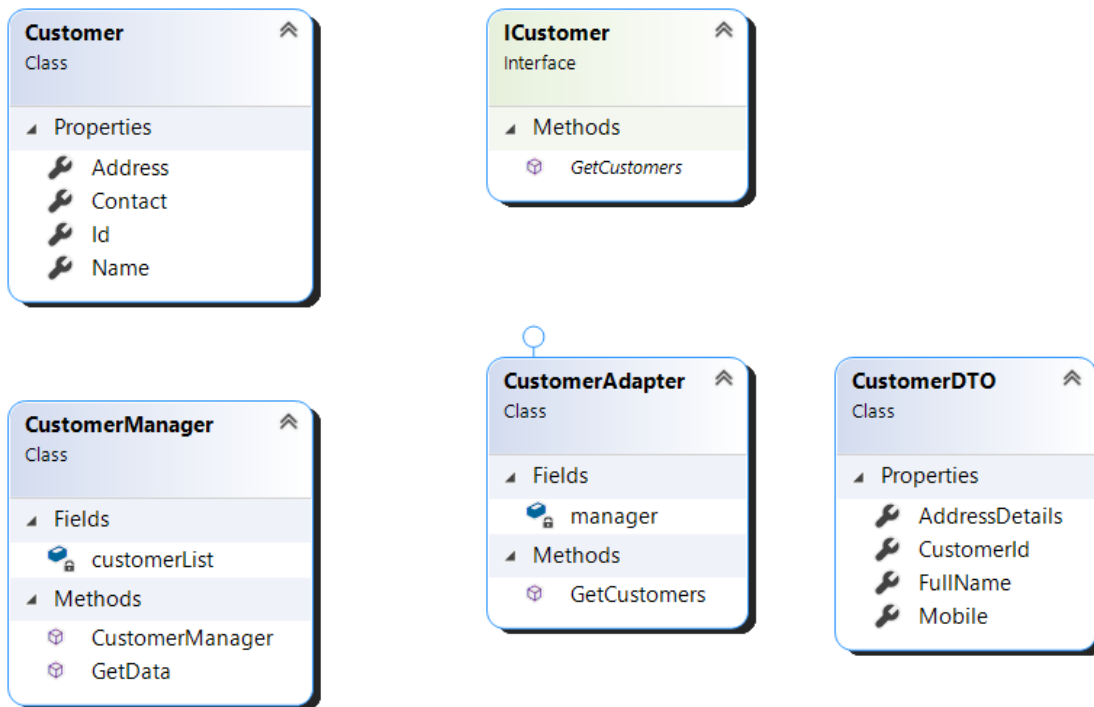 Customer
Class
Properties
Address
Contact
Id
Name
ICustomer
Interface
Methods
GetCustomers
CustomerManager
Class
Fields
customerList
Methods
CustomerManager
GetData
CustomerAdapter
Class
Fields
manager
Methods
GetCustomers
CustomerDTO
Class
Properties
AddressDetails
CustomerId
FullName
Mobile